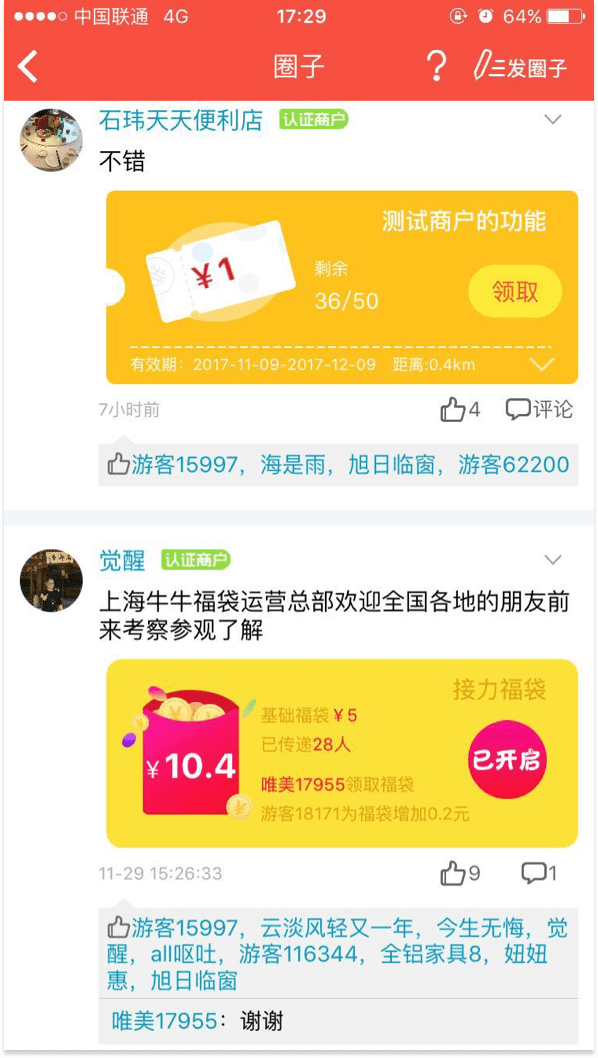 中国联通 4G 17:29 64%
圈子 ? 三发圈子
石玮天天便利店 认证商户
不错
测试商户的功能
¥1
券
剩余
36/50
领取
有效期：2017-11-09-2017-12-09 距离:0.4km
7小时前 4 评论
游客15997，海是雨，旭日临窗，游客62200
觉醒 认证商户
上海牛牛福袋运营总部欢迎全国各地的朋友前
来考察参观了解
接力福袋
基础福袋¥5
已传递28人
¥10.4
已开启
唯美17955领取福袋
游客18171为福袋增加0.2元
11-29 15:26:33 9 1
游客15997，云淡风轻又一年，今生无悔，觉
醒，all呕吐，游客116344，全铝家具8，妞妞
惠，旭日临窗
唯美17955：谢谢